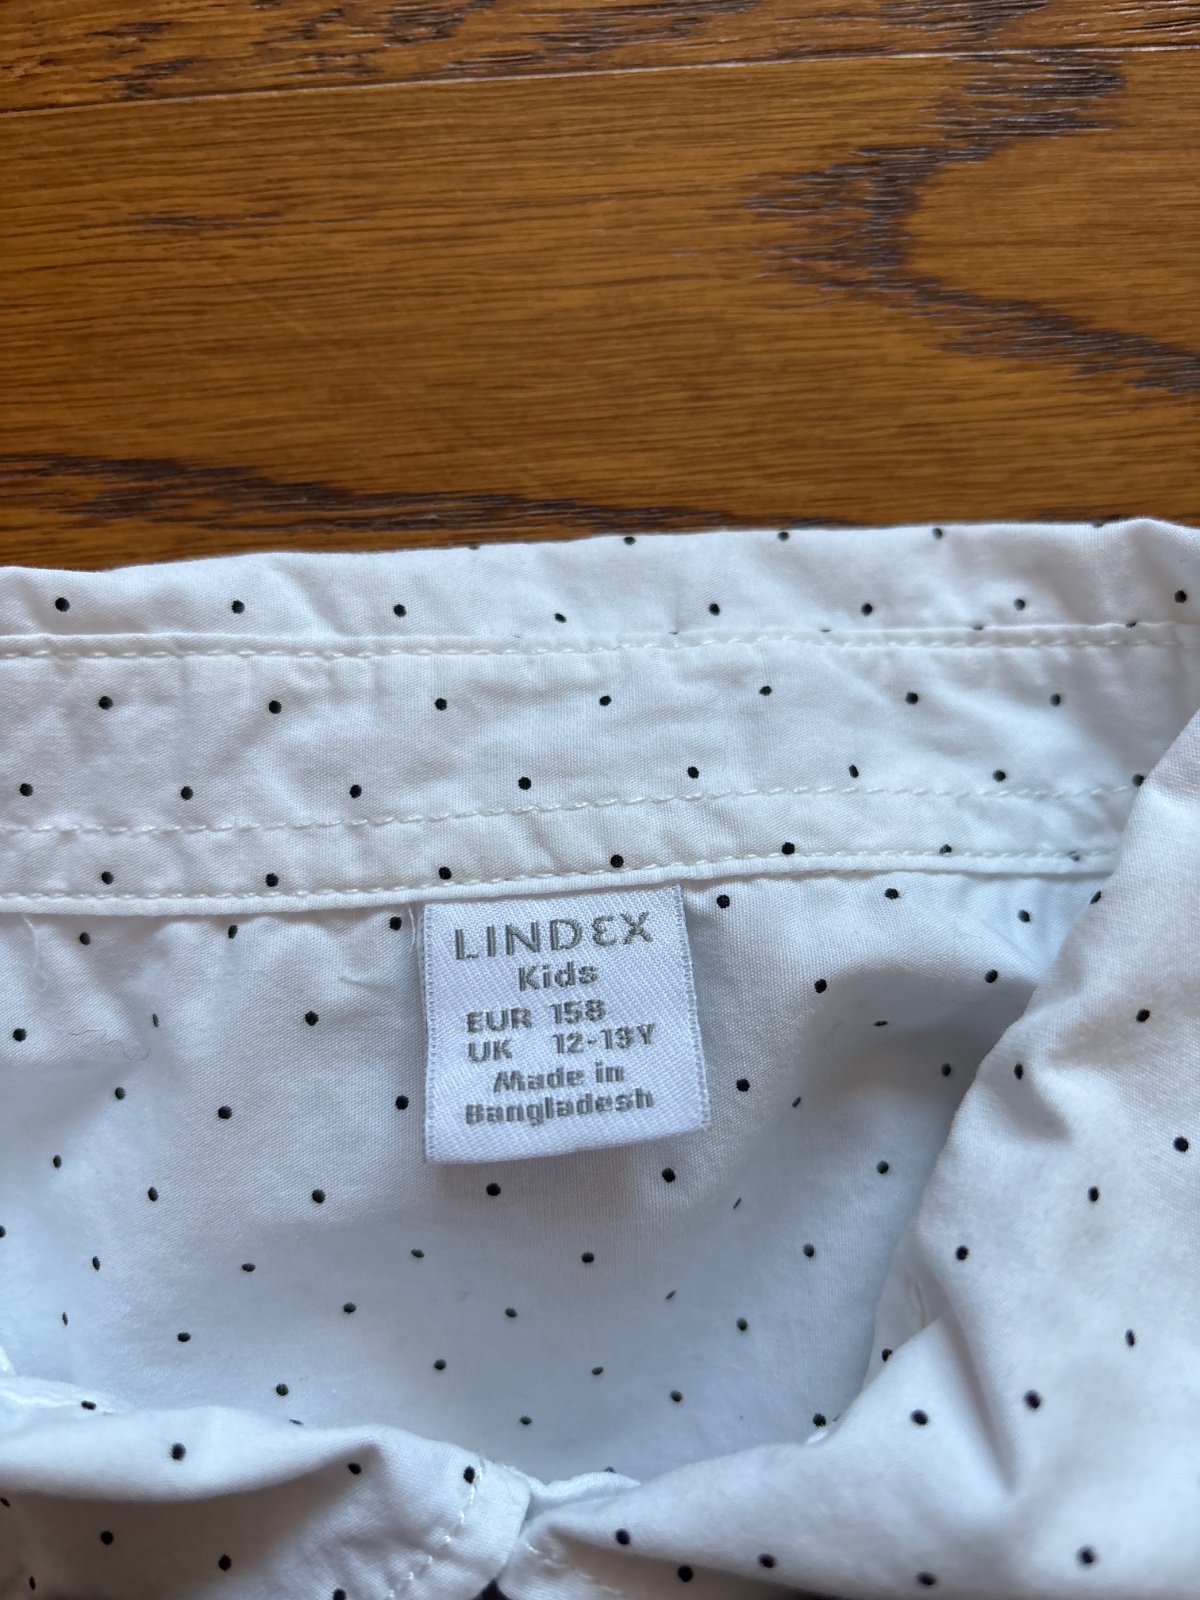 LINDEX
Kids
EUR 158
UK 12-13Y
Made in
Bangladesh